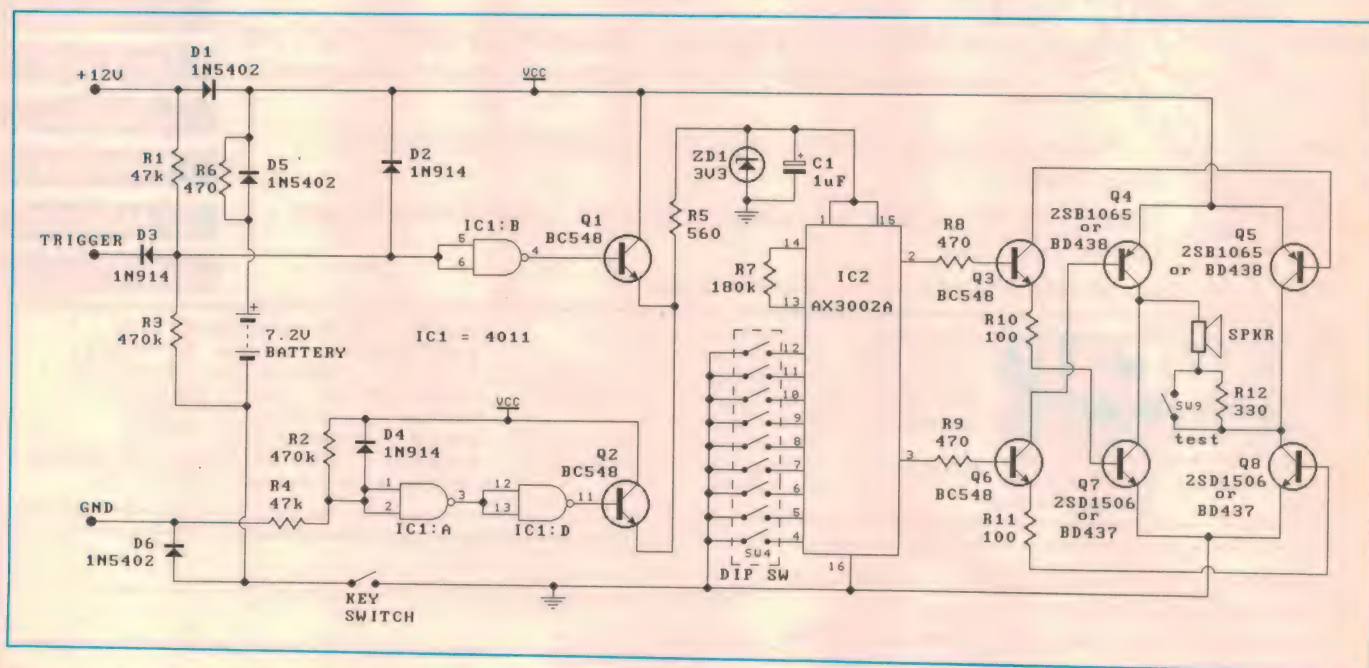 D1
1N5402
+12V
VCC
R1
47k
R6
470
D5
1N5402
D2
1N914
TRIGGER
D3
1N914
R3
470k
7.2V
BATTERY
IC1:B
5
6
4
Q1
BC548
IC1 = 4011
ZD1
3V3
+
C1
1uF
R5
560
1
15
14
R7
180k
13
IC2
AX3002A
2
R8
470
Q3
BC548
R10
100
Q4
2SB1065
or
BD438
Q5
2SB1065
or BD438
SPKR
SW9
test
R12
330
VCC
R2
470k
D4
1N914
R4
47k
1
2
3
IC1:A
12
13
11
IC1:D
Q2
BC548
12
11
10
9
8
7
6
5
4
SW4
DIP SW
16
3
R9
470
Q6
BC548
R11
100
Q7
2SD1506
or
BD437
Q8
2SD1506
or
BD437
GND
D6
1N5402
KEY
SWITCH